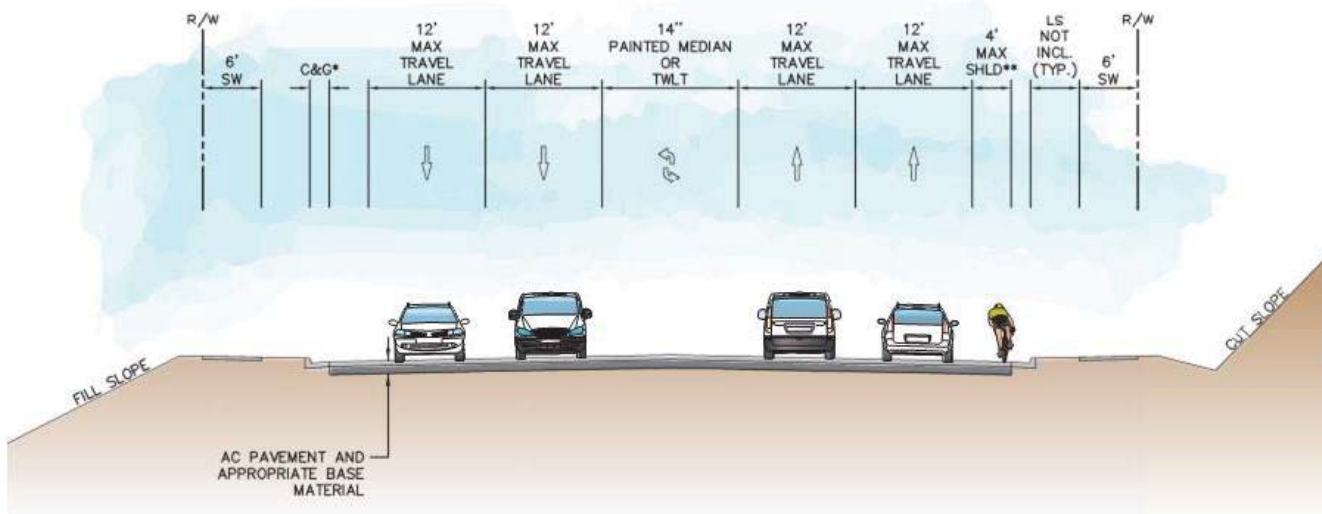 R/W
6'
SW
C&G*
12'
MAX
TRAVEL
LANE
12'
MAX
TRAVEL
LANE
14''
PAINTED MEDIAN
OR
TWLT
12'
MAX
TRAVEL
LANE
12'
MAX
TRAVEL
LANE
4'
MAX
SHLD**
LS
NOT
INCL.
(TYP.)
6'
SW
R/W
FILL SLOPE
CUT SLOPE
AC PAVEMENT AND
APPROPRIATE BASE
MATERIAL